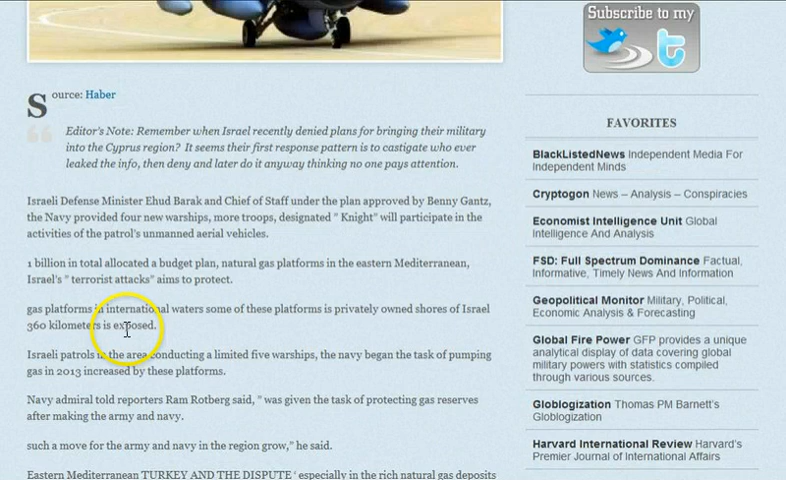 Subscribe to my
Source: Haber
Editor's Note: Remember when Israel recently denied plans for bringing their military
into the Cyprus region? It seems their first response pattern is to castigate who ever
leaked the info, then deny and later do it anyway thinking no one pays attention.
Israeli Defense Minister Ehud Barak and Chief of Staff under the plan approved by Benny Gantz,
the Navy provided four new warships, more troops, designated " Knight" will participate in the
activities of the patrol's unmanned aerial vehicles.
1 billion in total allocated a budget plan, natural gas platforms in the eastern Mediterranean,
Israel's " terrorist attacks" aims to protect.
gas platforms in international waters some of these platforms is privately owned shores of Israel
360 kilometers is exposed.
Israeli patrols in the area conducting a limited five warships, the navy began the task of pumping
gas in 2013 increased by these platforms.
Navy admiral told reporters Ram Rotberg said, " was given the task of protecting gas reserves
after making the army and navy.
such a move for the army and navy in the region grow," he said.
Eastern Mediterranean TURKEY AND THE DISPUTE ' especially in the rich natural gas deposits
FAVORITES
BlackListedNews Independent Media For
Independent Minds
Cryptogon News – Analysis – Conspiracies
Economist Intelligence Unit Global
Intelligence And Analysis
FSD: Full Spectrum Dominance Factual,
Informative, Timely News And Information
Geopolitical Monitor Military, Political,
Economic Analysis & Forecasting
Global Fire Power GFP provides a unique
analytical display of data covering global
military powers with statistics compiled
through various sources.
Globlogization Thomas PM Barnett's
Globlogization
Harvard International Review Harvard's
Premier Journal of International Affairs